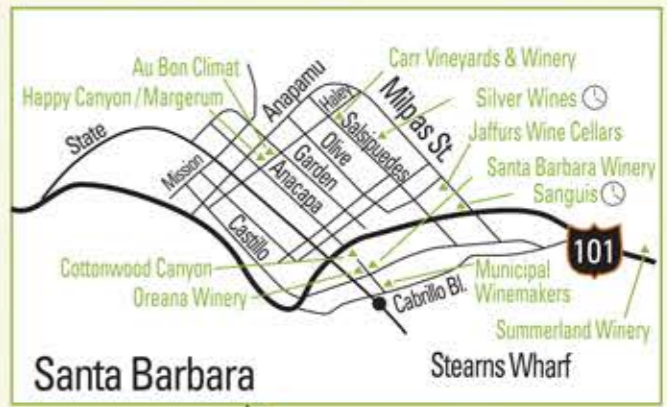 Au Bon Climat
Happy Canyon / Margerum
Carr Vineyards & Winery
Silver Wines
Jaffurs Wine Cellars
Santa Barbara Winery
Sanguis
State
Mission
Anapamu
Haley
Milpas St.
Salsipuedes
Olive
Garden
Anacapa
Castillo
101
Cottonwood Canyon
Oreana Winery
Cabrillo Bl.
Municipal
Winemakers
Summerland Winery
Santa Barbara
Stearns Wharf